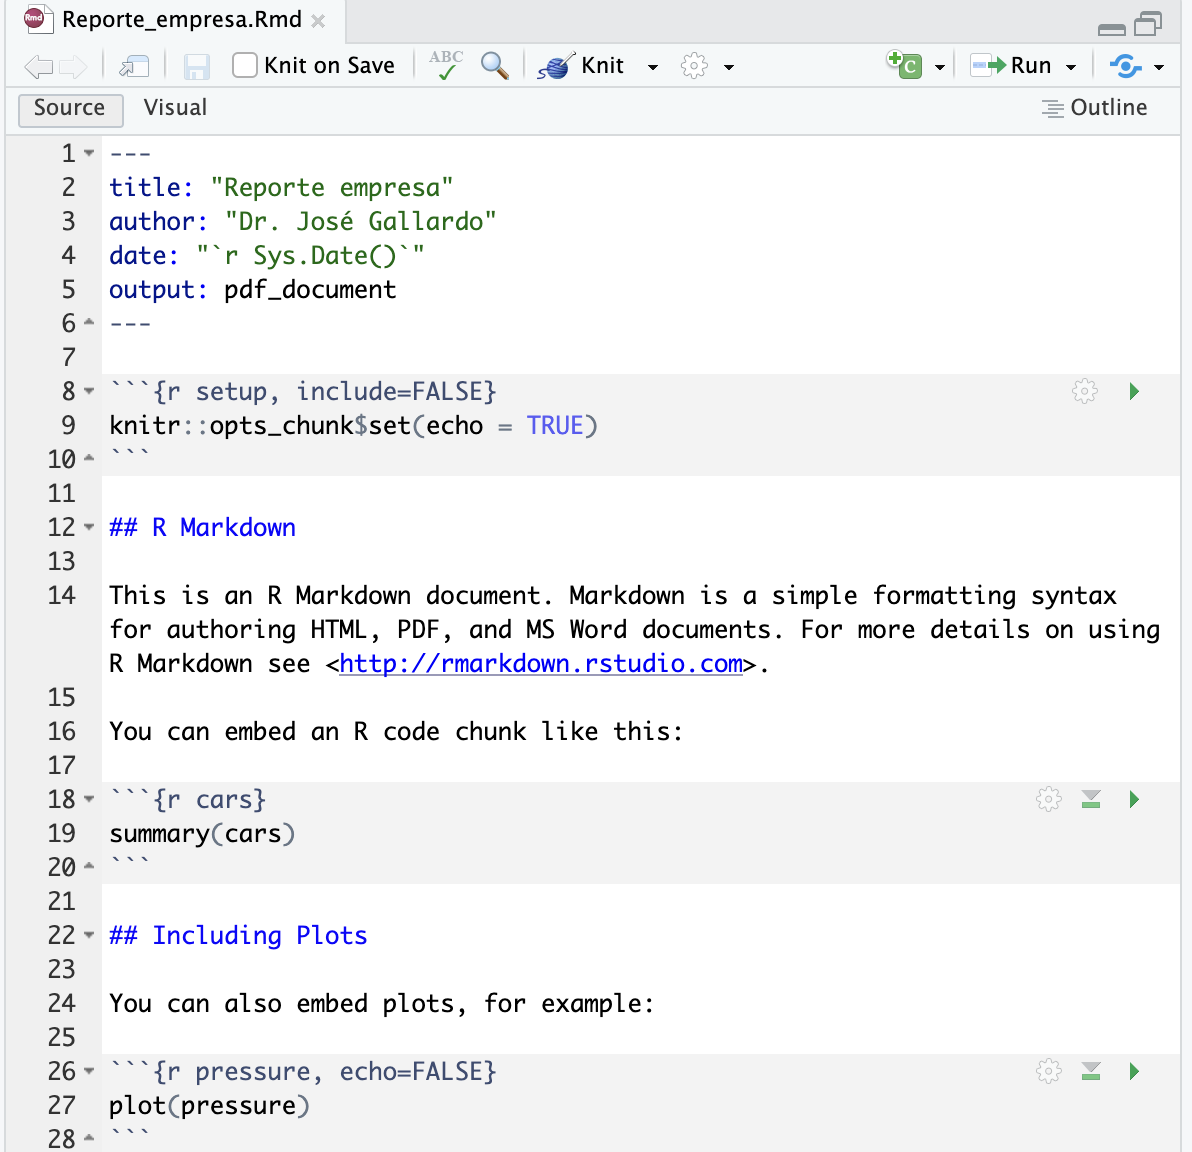 Rmd Reporte_empresa.Rmd ×
Knit on Save ABC Knit C Run
Source Visual Outline
1 ---
2 title: "Reporte empresa"
3 author: "Dr. José Gallardo"
4 date: "`r Sys.Date()`"
5 output: pdf_document
6 ---
7
8 ```{r setup, include=FALSE}
9 knitr::opts_chunk$set(echo = TRUE)
10 ```
11
12 ## R Markdown
13
14 This is an R Markdown document. Markdown is a simple formatting syntax
for authoring HTML, PDF, and MS Word documents. For more details on using
R Markdown see <http://rmarkdown.rstudio.com>.
15
16 You can embed an R code chunk like this:
17
18 ```{r cars}
19 summary(cars)
20 ```
21
22 ## Including Plots
23
24 You can also embed plots, for example:
25
26 ```{r pressure, echo=FALSE}
27 plot(pressure)
28 ```